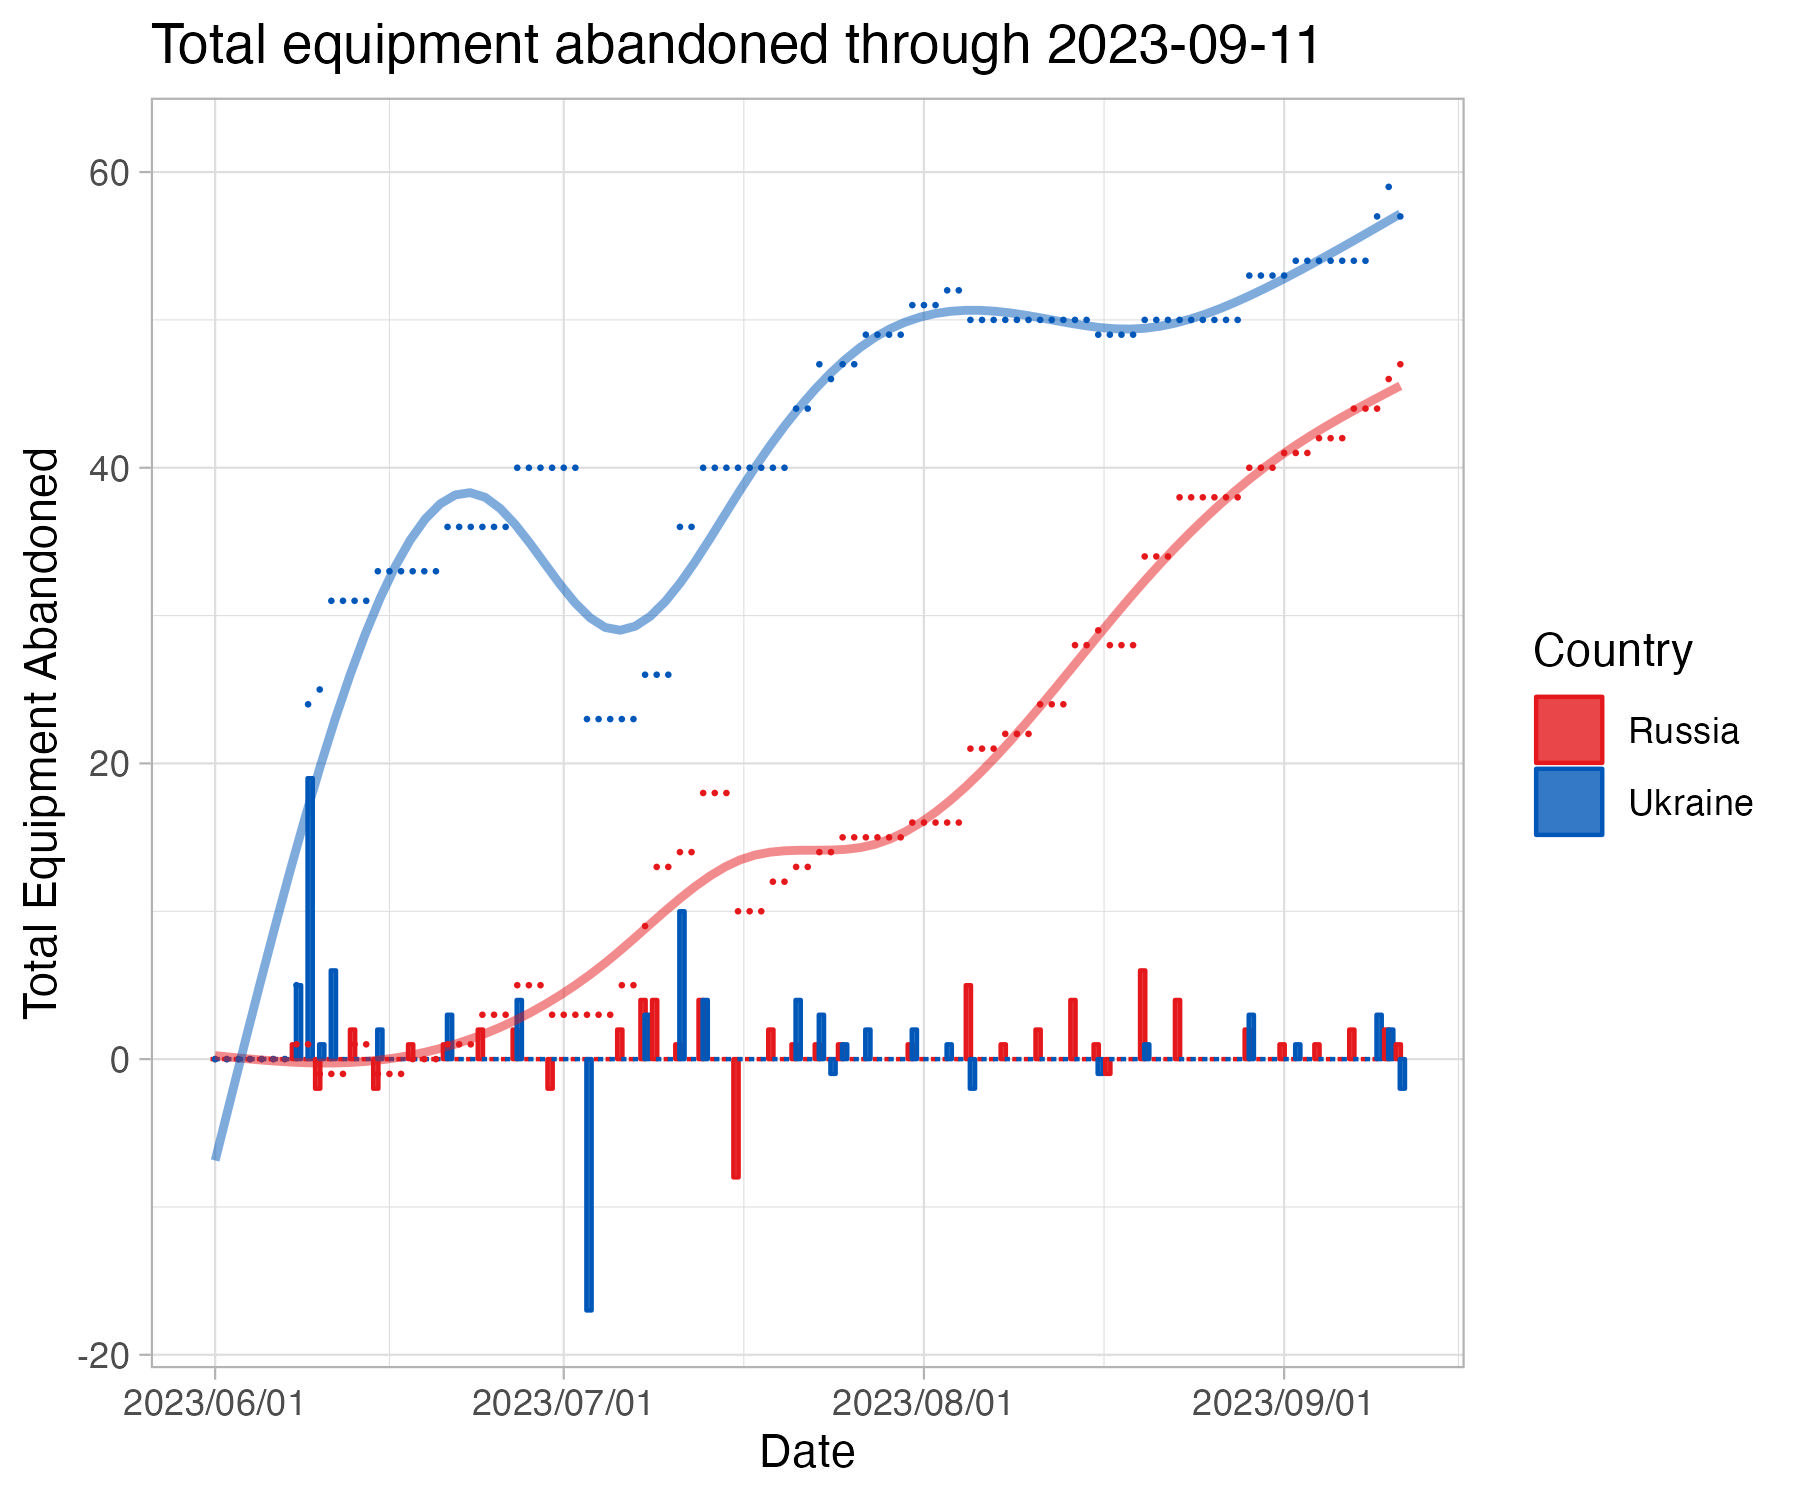 Total equipment abandoned through 2023-09-11
Total Equipment Abandoned
60
40
20
0
-20
2023/06/01 2023/07/01 2023/08/01 2023/09/01
Date
Country
Russia
Ukraine